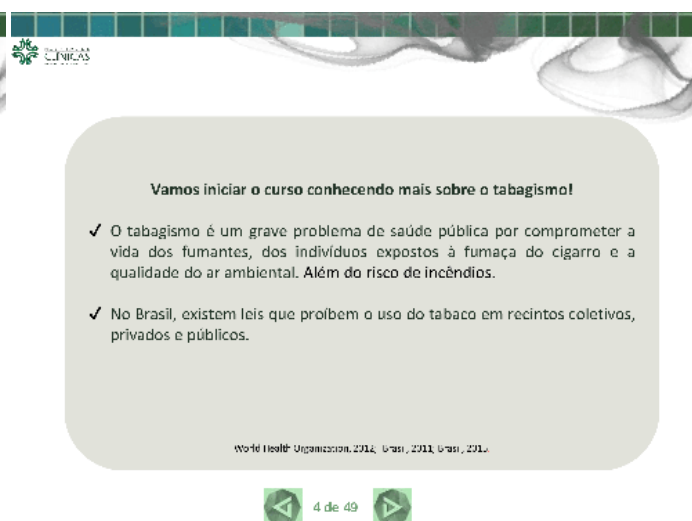 CLÍNICAS
Vamos iniciar o curso conhecendo mais sobre o tabagismo!
✓ O tabagismo é um grave problema de saúde pública por comprometer a
vida dos fumantes, dos indivíduos expostos à fumaça do cigarro e a
qualidade do ar ambiental. Além do risco de incêndios.
✓ No Brasil, existem leis que proíbem o uso do tabaco em recintos coletivos,
privados e públicos.
World Health Organization, 2012; Brasil, 2011; Brasil,
4 de 49